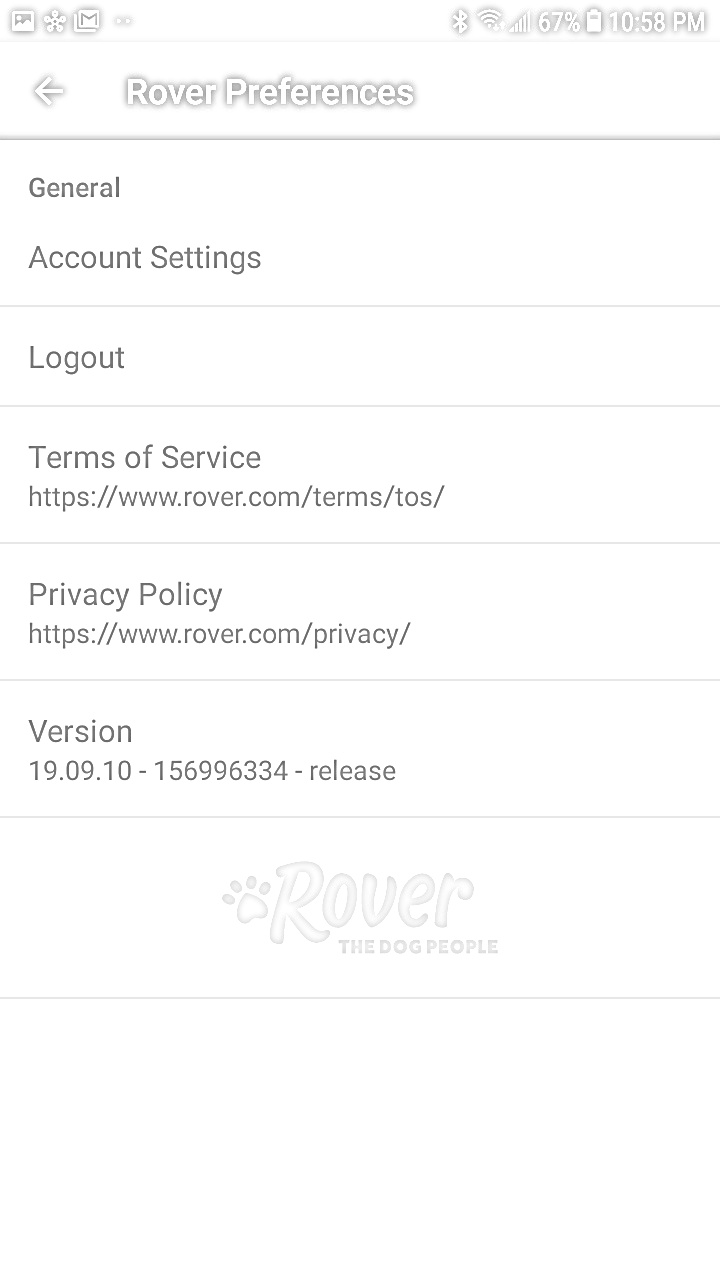 67% 10:58 PM
Rover Preferences
General
Account Settings
Logout
Terms of Service
https://www.rover.com/terms/tos/
Privacy Policy
https://www.rover.com/privacy/
Version
19.09.10 - 156996334 - release
Rover
THE DOG PEOPLE